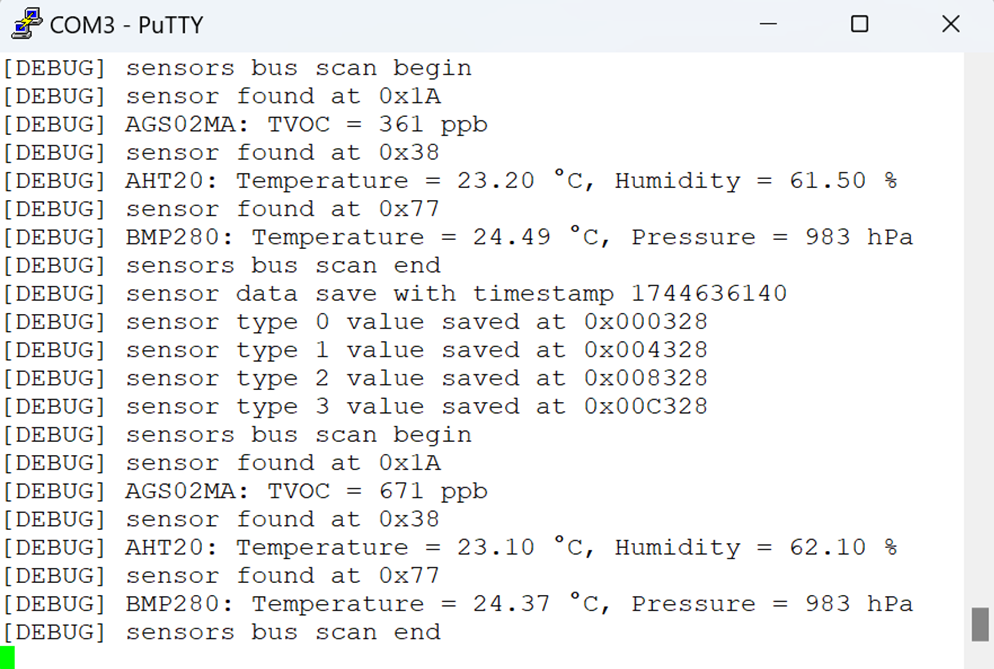 COM3 - PuTTY
[DEBUG] sensors bus scan begin
[DEBUG] sensor found at 0x1A
[DEBUG] AGS02MA: TVOC = 361 ppb
[DEBUG] sensor found at 0x38
[DEBUG] AHT20: Temperature = 23.20 °C, Humidity = 61.50 %
[DEBUG] sensor found at 0x77
[DEBUG] BMP280: Temperature = 24.49 °C, Pressure = 983 hPa
[DEBUG] sensors bus scan end
[DEBUG] sensor data save with timestamp 1744636140
[DEBUG] sensor type 0 value saved at 0x000328
[DEBUG] sensor type 1 value saved at 0x004328
[DEBUG] sensor type 2 value saved at 0x008328
[DEBUG] sensor type 3 value saved at 0x00C328
[DEBUG] sensors bus scan begin
[DEBUG] sensor found at 0x1A
[DEBUG] AGS02MA: TVOC = 671 ppb
[DEBUG] sensor found at 0x38
[DEBUG] AHT20: Temperature = 23.10 °C, Humidity = 62.10 %
[DEBUG] sensor found at 0x77
[DEBUG] BMP280: Temperature = 24.37 °C, Pressure = 983 hPa
[DEBUG] sensors bus scan end